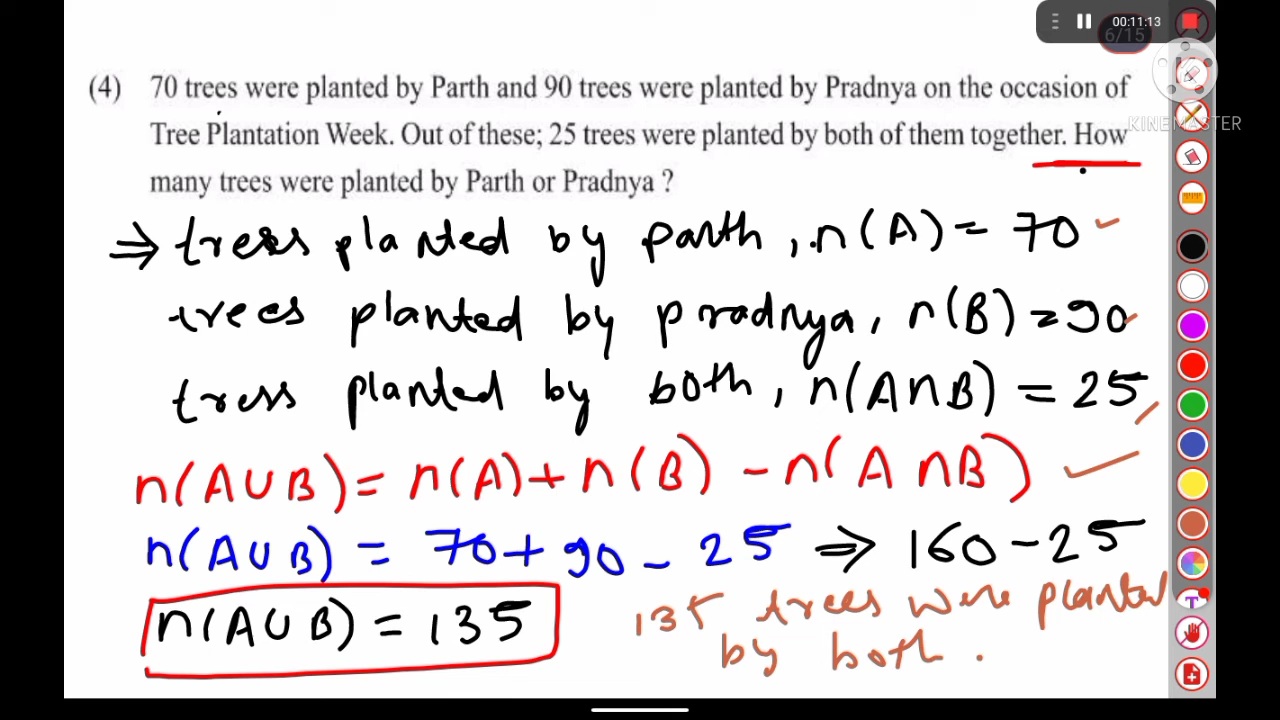 00:11:13
6/15
(4) 70 trees were planted by Parth and 90 trees were planted by Pradnya on the occasion of
KINEMASTER
Tree Plantation Week. Out of these; 25 trees were planted by both of them together. How
many trees were planted by Parth or Pradnya ?
⇒ tress planted by parth, n(A) = 70
trees planted by pradnya, n(B) = 90
tress planted by both, n(A∩B) = 25
n(A∪B) = n(A) + n(B) - n(A∩B)
n(A∪B) = 70 + 90 - 25 ⇒ 160 - 25
n(A∪B) = 135
135 trees were planted
by both .
T